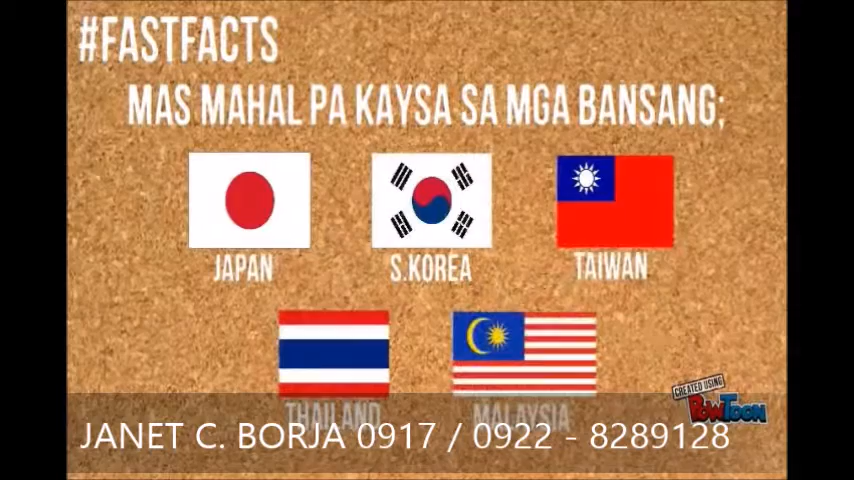 #FASTFACTS
MAS MAHAL PA KAYSA SA MGA BANSANG;
JAPAN
S.KOREA
TAIWAN
THAILAND
MALAYSIA
CREATED USING
POWTOON
JANET C. BORJA 0917 / 0922 - 8289128